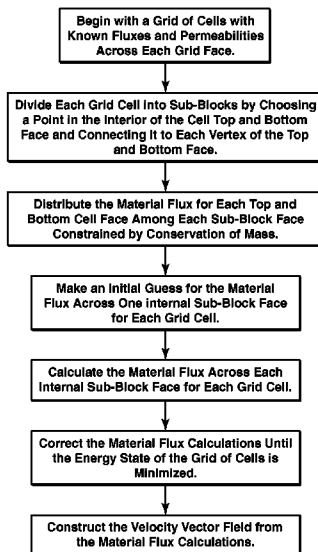 Begin with a Grid of Cells with
Known Fluxes and Permeabilities
Across Each Grid Face.
Divide Each Grid Cell into Sub-Blocks by Choosing
a Point in the Interior of the Cell Top and Bottom
Face and Connecting It to Each Vertex of the Top
and Bottom Face.
Distribute the Material Flux for Each Top and
Bottom Cell Face Among Each Sub-Block Face
Constrained by Conservation of Mass.
Make an Initial Guess for the Material
Flux Across One internal Sub-Block Face
for Each Grid Cell.
Calculate the Material Flux Across Each
Internal Sub-Block Face for Each Grid Cell.
Correct the Material Flux Calculations Until
the Energy State of the Grid of Cells is
Minimized.
Construct the Velocity Vector Field from
the Material Flux Calculations.